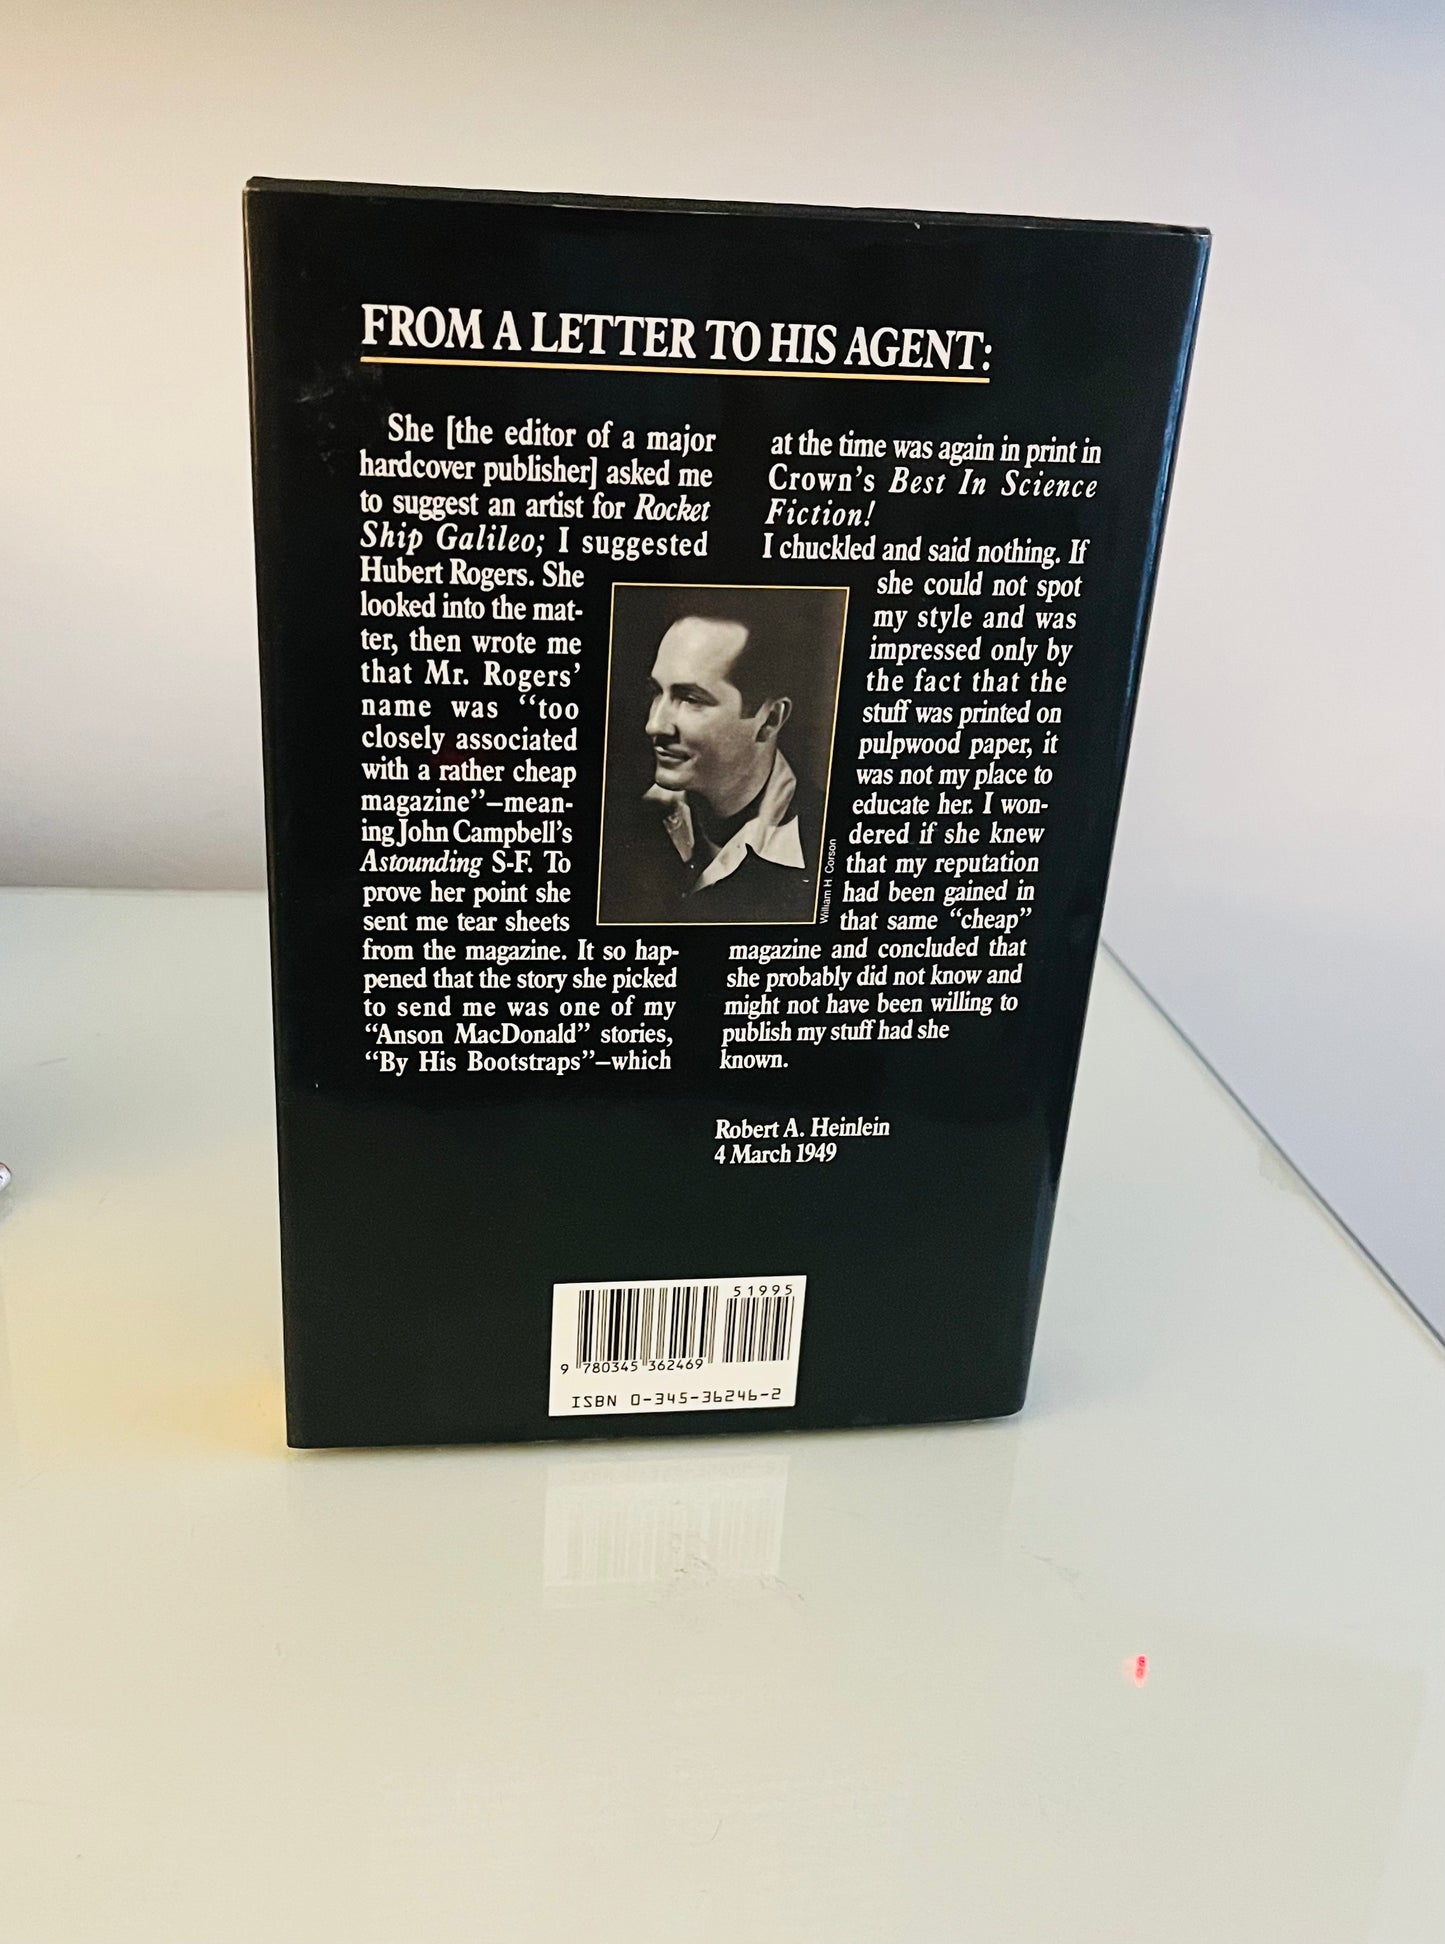 FROM A LETTER TO HIS AGENT:
She [the editor of a major
hardcover publisher] asked me
to suggest an artist for Rocket
Ship Galileo; I suggested
Hubert Rogers. She
looked into the mat-
ter, then wrote me
that Mr. Rogers’
name was “too
closely associated
with a rather cheap
magazine”—mean-
ing John Campbell’s
Astounding S-F. To
prove her point she
sent me tear sheets
from the magazine. It so hap-
pened that the story she picked
to send me was one of my
“Anson MacDonald” stories,
“By His Bootstraps”—which
at the time was again in print in
Crown’s Best In Science
Fiction!
I chuckled and said nothing. If
she could not spot
my style and was
impressed only by
the fact that the
stuff was printed on
pulpwood paper, it
was not my place to
educate her. I won-
dered if she knew
that my reputation
had been gained in
that same “cheap”
magazine and concluded that
she probably did not know and
might not have been willing to
publish my stuff had she
known.
William H. Corson
Robert A. Heinlein
4 March 1949
51995
9 780345 362469
ISBN 0-345-36246-2